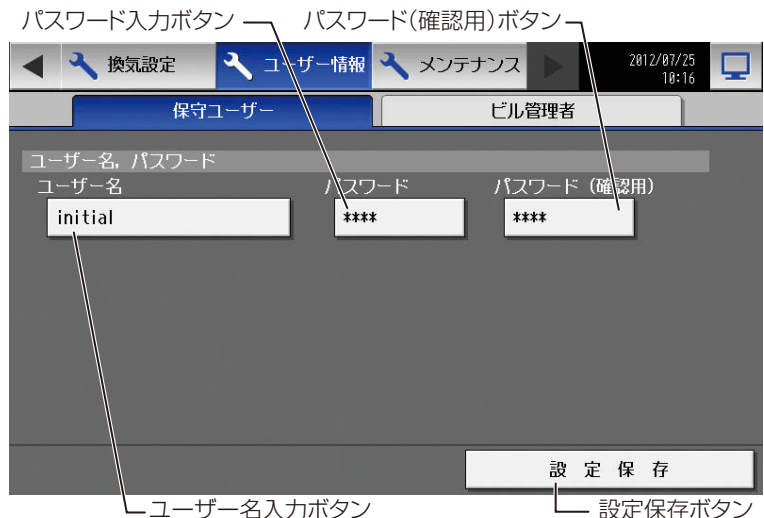 パスワード入力ボタン
パスワード(確認用)ボタン
換気設定
ユーザー情報
メンテナンス
2012/07/25
10:16
保守ユーザー
ビル管理者
ユーザー名, パスワード
ユーザー名
パスワード
パスワード (確認用)
initial
****
****
設定保存
ユーザー名入力ボタン
設定保存ボタン